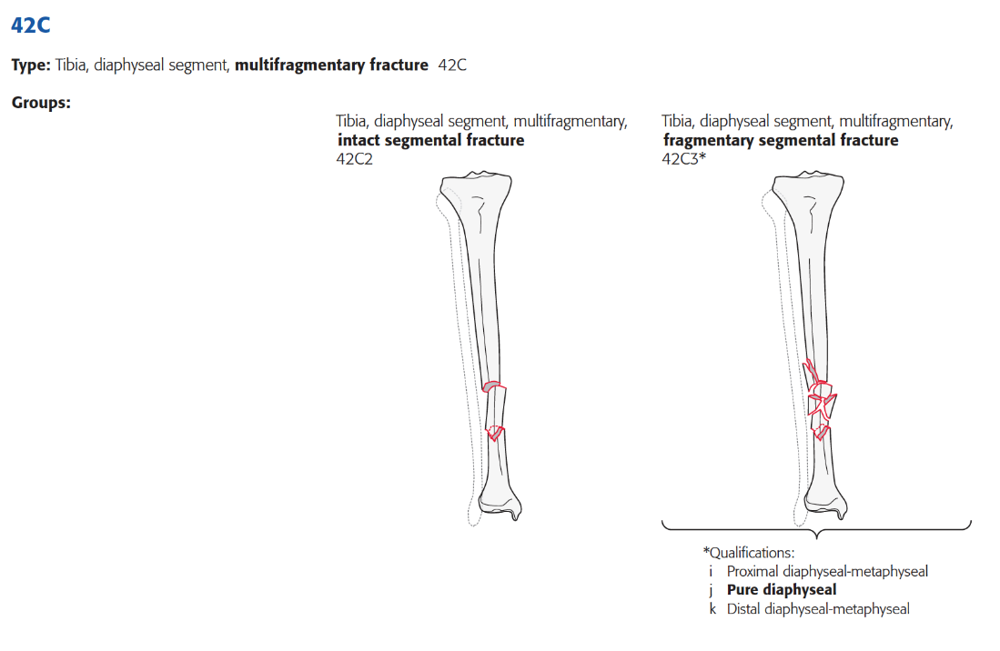 42C
Type: Tibia, diaphyseal segment, multifragmentary fracture 42C
Groups:
Tibia, diaphyseal segment, multifragmentary,
intact segmental fracture
42C2
Tibia, diaphyseal segment, multifragmentary,
fragmentary segmental fracture
42C3*
*Qualifications:
i Proximal diaphyseal-metaphyseal
j Pure diaphyseal
k Distal diaphyseal-metaphyseal